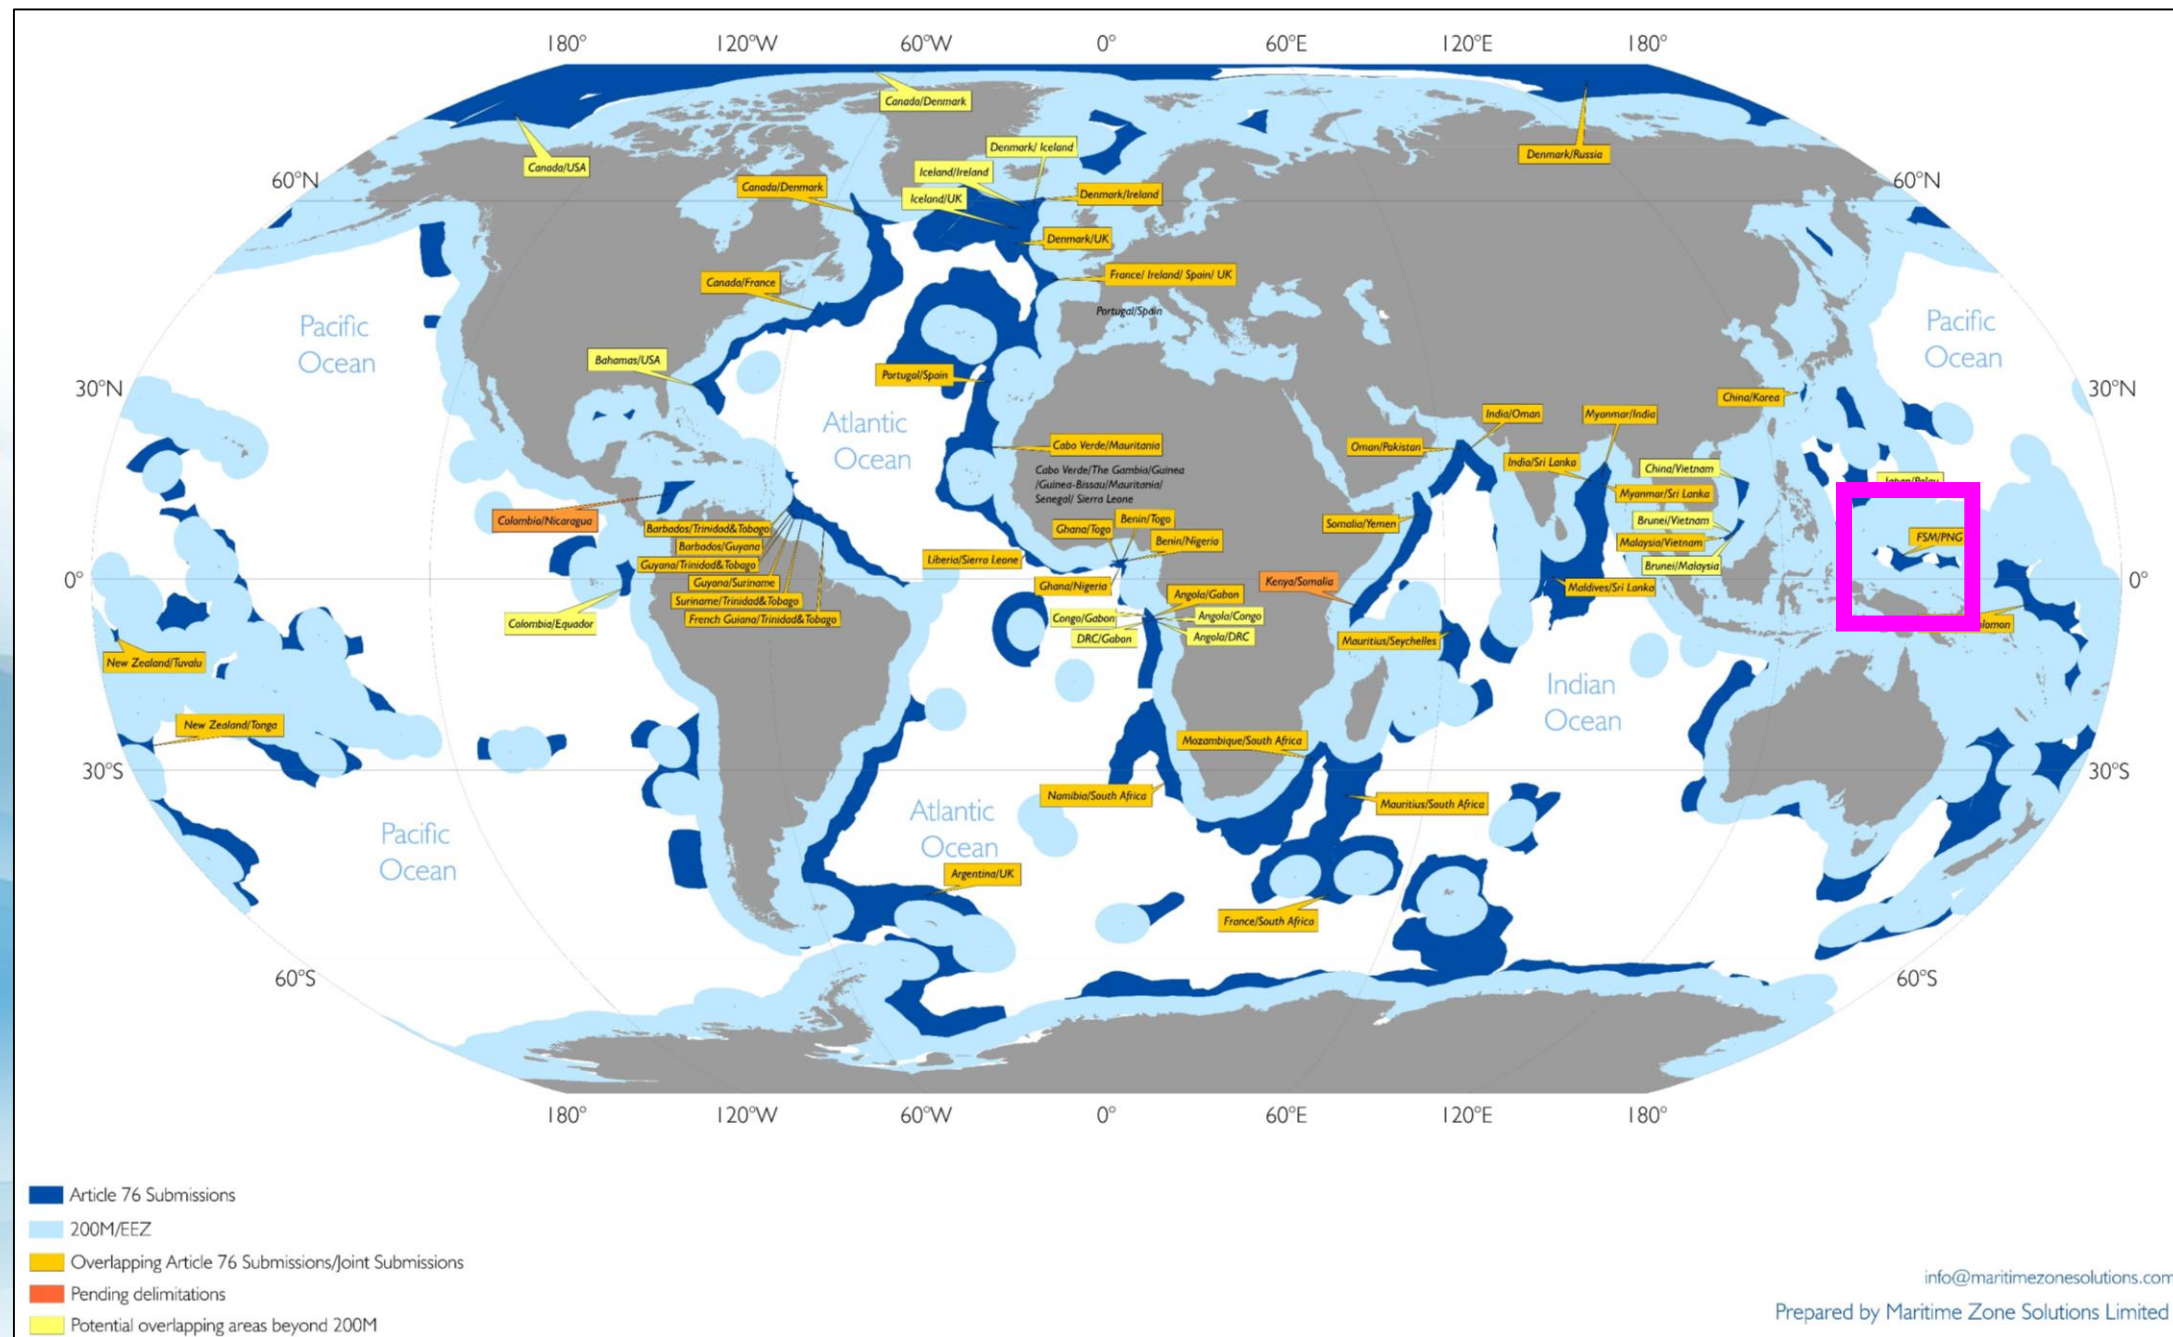 180° 120°W 60°W 0° 60°E 120°E 180°
Canada/Denmark
Canada/USA
Denmark/ Iceland
Iceland/Ireland
Iceland/UK
Canada/Denmark
Denmark/Ireland
Denmark/UK
Denmark/Russia
60°N
60°N
Canada/France
France/ Ireland/ Spain/ UK
Portugal/Spain
Pacific
Ocean
Pacific
Ocean
Bahamas/USA
Portugal/Spain
30°N
30°N
China/Korea
Atlantic
Ocean
India/Oman
Myanmar/India
Cabo Verde/Mauritania
Oman/Pakistan
Cabo Verde/The Gambia/Guinea
/Guinea-Bissau/Mauritania/
Senegal/ Sierra Leone
India/Sri Lanka
China/Vietnam
Japan/Palau
Myanmar/Sri Lanka
Colombia/Nicaragua
Barbados/Trinidad&Tobago
Barbados/Guyana
Guyana/Trinidad&Tobago
Guyana/Suriname
Suriname/Trinidad&Tobago
French Guiana/Trinidad&Tobago
Ghana/Togo
Benin/Togo
Benin/Nigeria
Somalia/Yemen
Brunei/Vietnam
Malaysia/Vietnam
Brunei/Malaysia
FSM/PNG
Liberia/Sierra Leone
Ghana/Nigeria
Kenya/Somalia
Maldives/Sri Lanka
0°
0°
Colombia/Equador
Angola/Gabon
Congo/Gabon
Angola/Congo
DRC/Gabon
Angola/DRC
Mauritius/Seychelles
New Zealand/Tuvalu
Indian
Ocean
New Zealand/Tonga
Mozambique/South Africa
30°S
30°S
Namibia/South Africa
Mauritius/South Africa
Atlantic
Ocean
Pacific
Ocean
Argentina/UK
France/South Africa
60°S
60°S
180° 120°W 60°W 0° 60°E 120°E 180°
Article 76 Submissions
200M/EEZ
Overlapping Article 76 Submissions/Joint Submissions
Pending delimitations
Potential overlapping areas beyond 200M
info@maritimezonesolutions.com
Prepared by Maritime Zone Solutions Limited